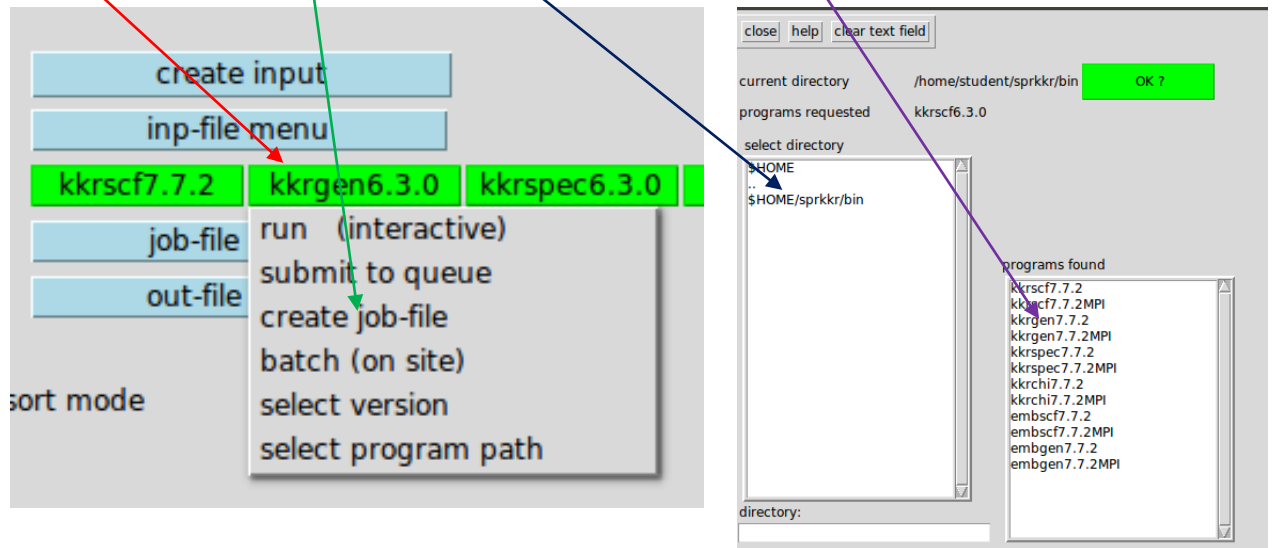 create input
inp-file menu
kkrscf7.7.2 kkrgen6.3.0 kkrspec6.3.0
job-file
out-file
run (interactive)
submit to queue
create job-file
batch (on site)
select version
select program path
sort mode
close help clear text field
current directory /home/student/sprkkr/bin OK ?
programs requested kkrscf6.3.0
select directory
$HOME
..
$HOME/sprkkr/bin
programs found
kkrscf7.7.2
kkrscf7.7.2MPI
kkrgen7.7.2
kkrgen7.7.2MPI
kkrspec7.7.2
kkrspec7.7.2MPI
kkrchi7.7.2
kkrchi7.7.2MPI
embscf7.7.2
embscf7.7.2MPI
embgen7.7.2
embgen7.7.2MPI
directory: